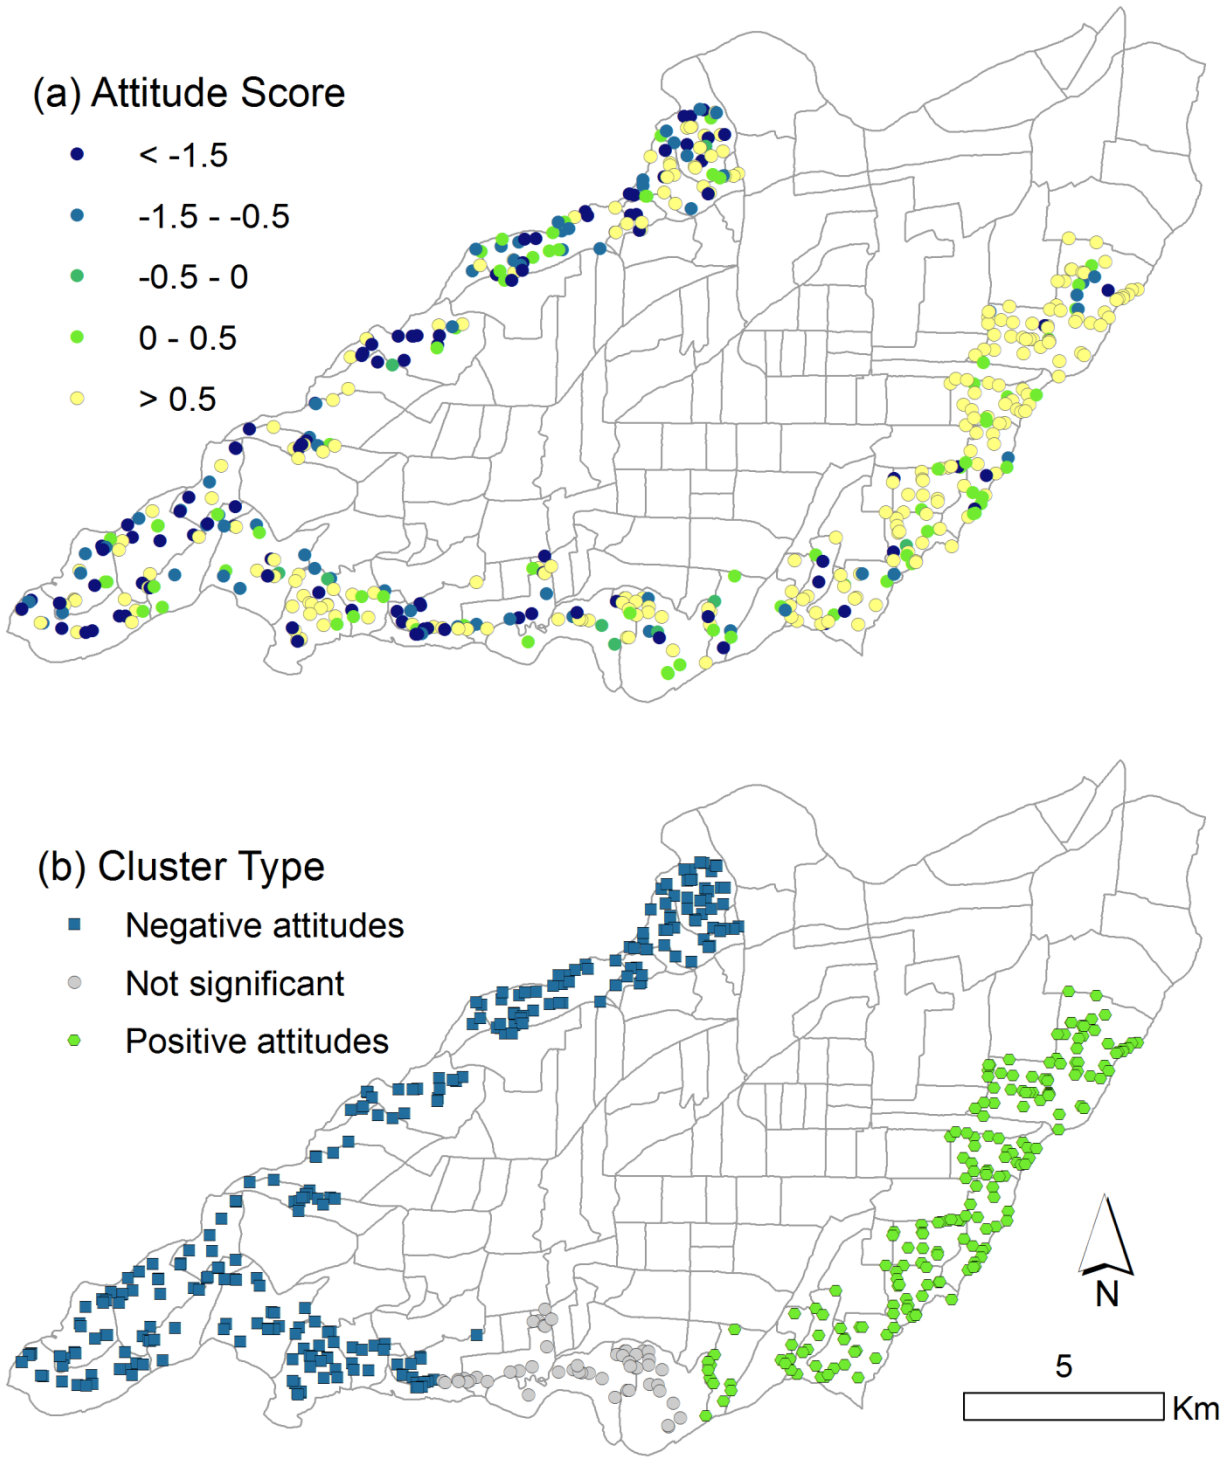 (a) Attitude Score
< -1.5
-1.5 - -0.5
-0.5 - 0
0 - 0.5
> 0.5
(b) Cluster Type
Negative attitudes
Not significant
Positive attitudes
N
5
Km